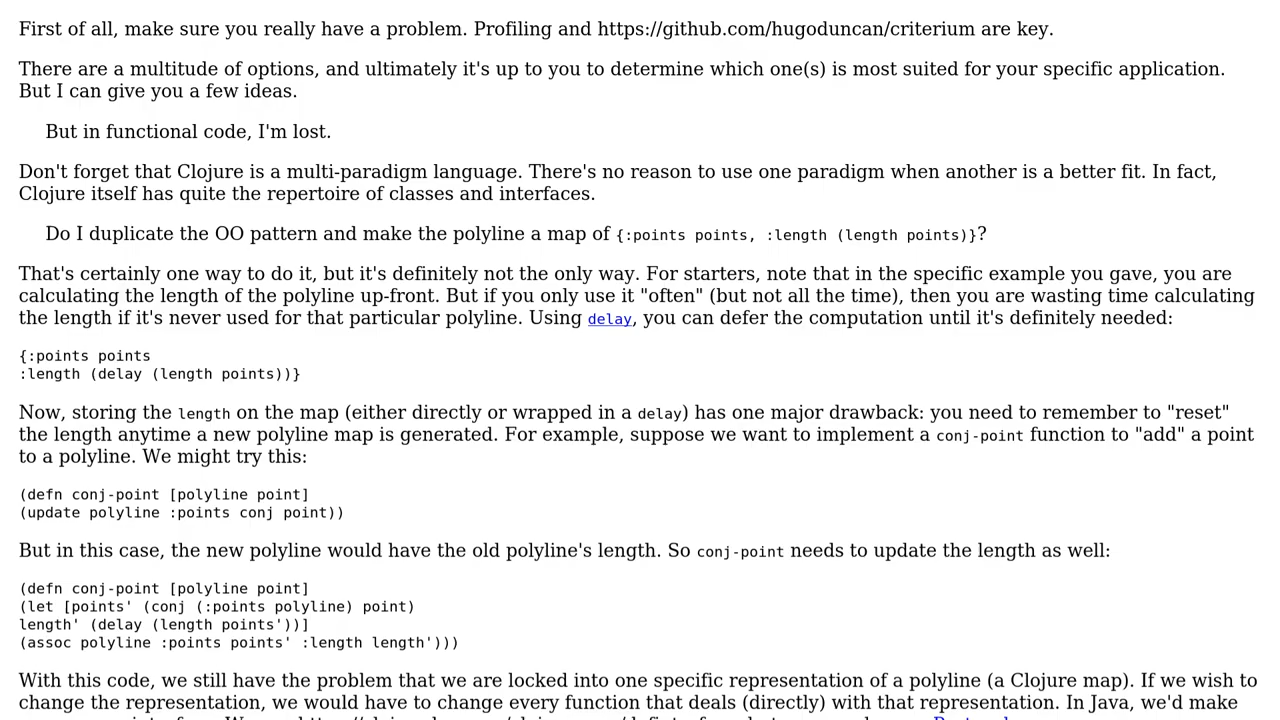 First of all, make sure you really have a problem. Profiling and https://github.com/hugoduncan/criterium are key.
There are a multitude of options, and ultimately it's up to you to determine which one(s) is most suited for your specific application.
But I can give you a few ideas.
But in functional code, I'm lost.
Don't forget that Clojure is a multi-paradigm language. There's no reason to use one paradigm when another is a better fit. In fact,
Clojure itself has quite the repertoire of classes and interfaces.
Do I duplicate the OO pattern and make the polyline a map of {:points points, :length (length points)}?
That's certainly one way to do it, but it's definitely not the only way. For starters, note that in the specific example you gave, you are
calculating the length of the polyline up-front. But if you only use it "often" (but not all the time), then you are wasting time calculating
the length if it's never used for that particular polyline. Using delay, you can defer the computation until it's definitely needed:
{:points points
:length (delay (length points))}
Now, storing the length on the map (either directly or wrapped in a delay) has one major drawback: you need to remember to "reset"
the length anytime a new polyline map is generated. For example, suppose we want to implement a conj-point function to "add" a point
to a polyline. We might try this:
(defn conj-point [polyline point]
(update polyline :points conj point))
But in this case, the new polyline would have the old polyline's length. So conj-point needs to update the length as well:
(defn conj-point [polyline point]
(let [points' (conj (:points polyline) point)
length' (delay (length points'))]
(assoc polyline :points points' :length length')))
With this code, we still have the problem that we are locked into one specific representation of a polyline (a Clojure map). If we wish to
change the representation, we would have to change every function that deals (directly) with that representation. In Java, we'd make